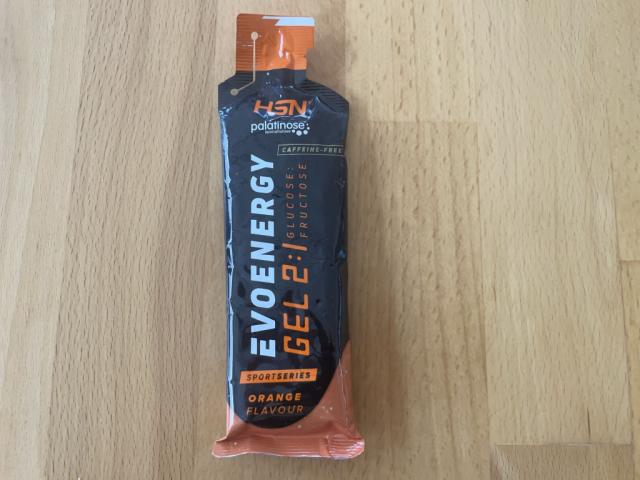 HSN
palatinose
CAFFEINE-FREE
EVOENERGY
GEL 2:1
GLUCOSE:
FRUCTOSE
SPORTSERIES
ORANGE
FLAVOUR